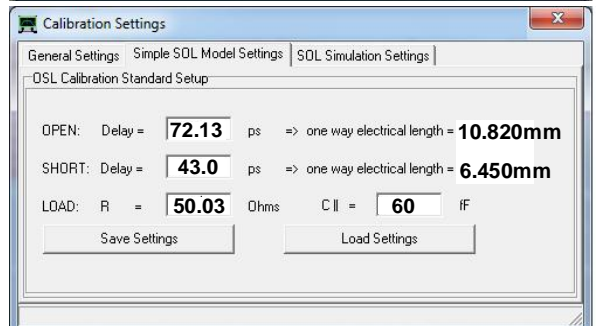 Calibration Settings
General Settings Simple SOL Model Settings SOL Simulation Settings
OSL Calibration Standard Setup
OPEN: Delay = 72.13 ps => one way electrical length = 10.820mm
SHORT: Delay = 43.0 ps => one way electrical length = 6.450mm
LOAD: R = 50.03 Ohms C || = 60 fF
Save Settings Load Settings